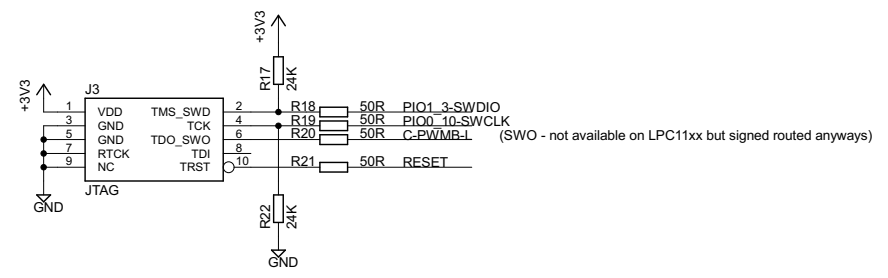 +3V3
R17
24K
+3V3
J3
1 VDD TMS_SWD 2 R18 50R PIO1_3-SWDIO
3 GND TCK 4 R19 50R PIO0_10-SWCLK
5 GND TDO_SWO 6 R20 50R C-PWMB-L (SWO - not available on LPC11xx but signed routed anyways)
7 RTCK TDI 8
9 NC TRST 10 R21 50R RESET
JTAG
GND
R22
24K
GND